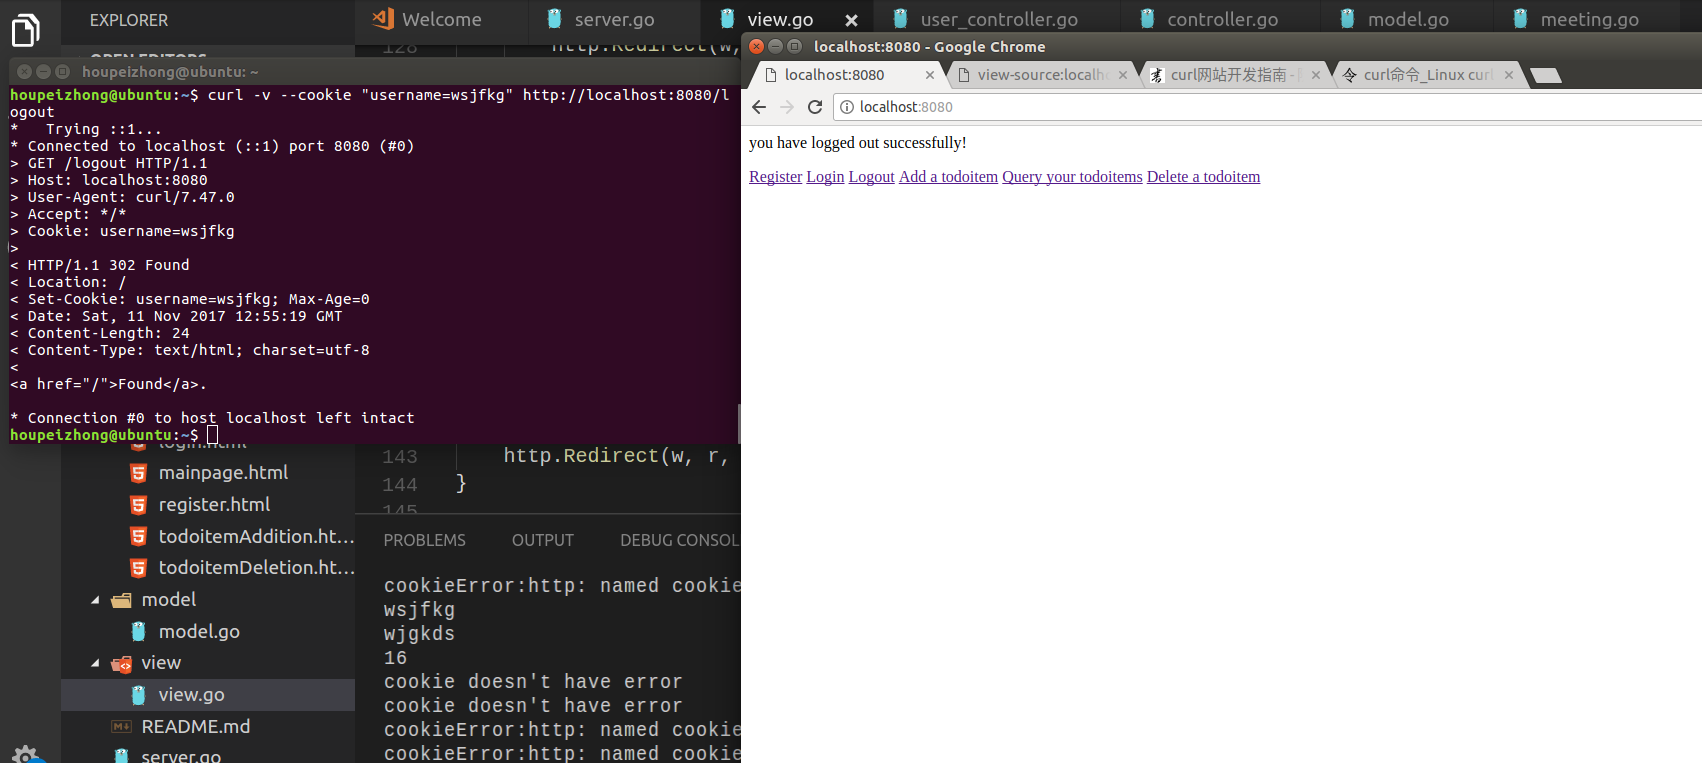 EXPLORER
Welcome
server.go
view.go
user_controller.go
controller.go
model.go
meeting.go
OPEN EDITORS
128
http.Redirect(w,
houpeizhong@ubuntu: ~
houpeizhong@ubuntu:~$ curl -v --cookie "username=wsjfkg" http://localhost:8080/l
ogout
*   Trying ::1...
* Connected to localhost (::1) port 8080 (#0)
> GET /logout HTTP/1.1
> Host: localhost:8080
> User-Agent: curl/7.47.0
> Accept: */*
> Cookie: username=wsjfkg
>
< HTTP/1.1 302 Found
< Location: /
< Set-Cookie: username=wsjfkg; Max-Age=0
< Date: Sat, 11 Nov 2017 12:55:19 GMT
< Content-Length: 24
< Content-Type: text/html; charset=utf-8
<
<a href="/">Found</a>.
* Connection #0 to host localhost left intact
houpeizhong@ubuntu:~$
login.html
mainpage.html
register.html
todoitemAddition.ht...
todoitemDeletion.ht...
model
model.go
view
view.go
README.md
server.go
143 http.Redirect(w, r,
144 }
145
PROBLEMS OUTPUT DEBUG CONSOL
cookieError:http: named cookie
wsjfkg
wjgkds
16
cookie doesn't have error
cookie doesn't have error
cookieError:http: named cookie
cookieError:http: named cookie
localhost:8080 - Google Chrome
localhost:8080
view-source:localh
curl网站开发指南 -
curl命令_Linux curl
localhost:8080
you have logged out successfully!
Register Login Logout Add a todoitem Query your todoitems Delete a todoitem